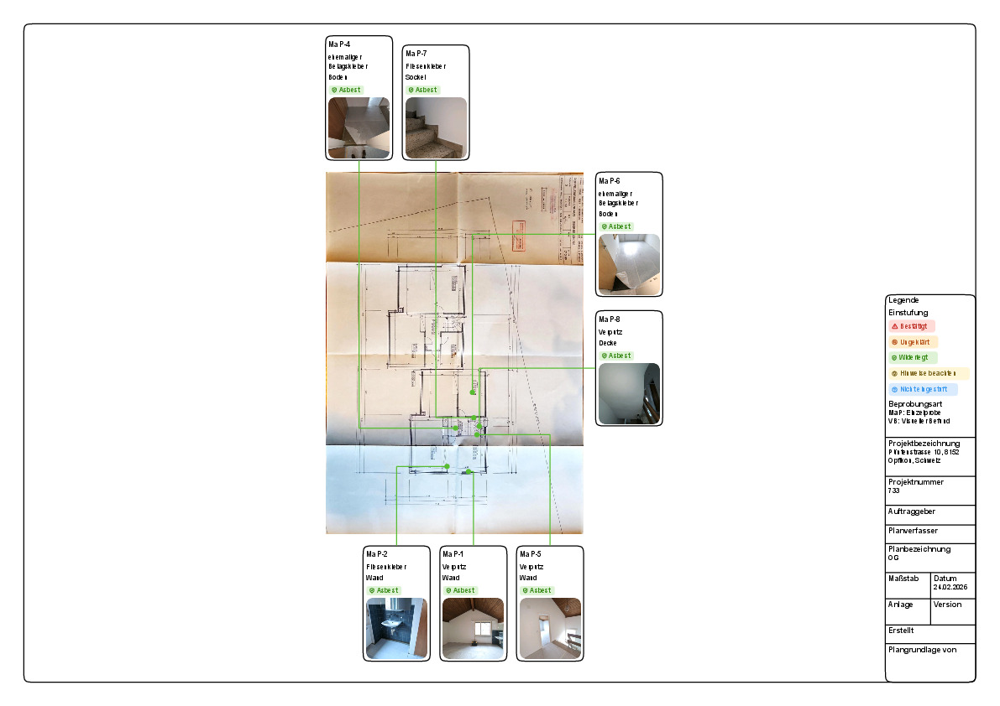 MaP-4
ehemaliger
Belagskleber
Boden
Asbest
MaP-7
Fliesenkleber
Sockel
Asbest
MaP-6
ehemaliger
Belagskleber
Boden
Asbest
MaP-8
Verputz
Decke
Asbest
MaP-2
Fliesenkleber
Wand
Asbest
MaP-1
Verputz
Wand
Asbest
MaP-5
Verputz
Wand
Asbest
Legende
Einstufung
Bestätigt
Ungeklärt
Widerlegt
Hinweise beachten
Nicht eingestuft
Beprobungsart
MaP: Einzelprobe
VB: Visueller Befund
Projektbezeichnung
Opfikon, Schweiz
Projektnummer
733
Auftraggeber
Planverfasser
Planbezeichnung
OG
Maßstab
Datum
24.02.2026
Anlage
Version
Erstellt
Plangrundlage von